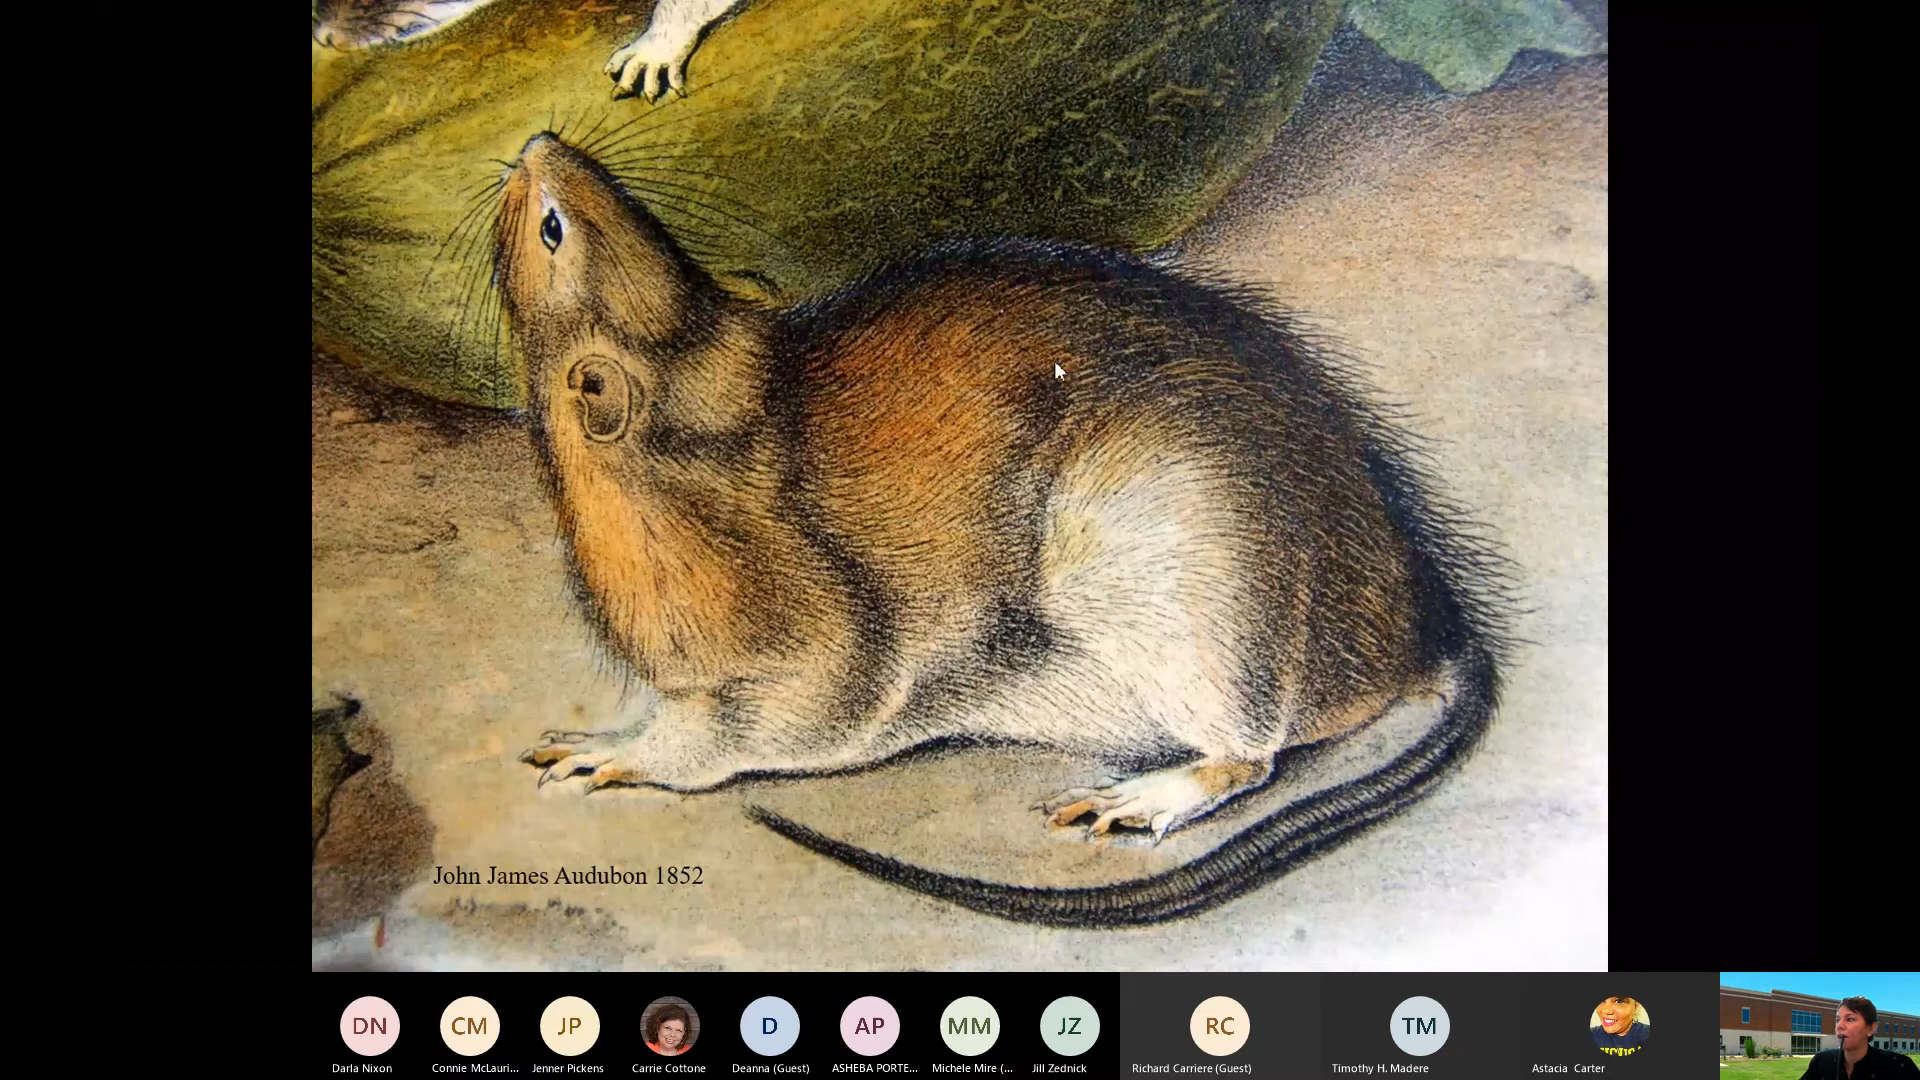 John James Audubon 1852
DN
CM
JP
D
AP
MM
JZ
RC
TM
Darla Nixon
Connie McLauri...
Jenner Pickens
Carrie Cottone
Deanna (Guest)
ASHEBA PORTE...
Michele Mire (...
Jill Zednick
Richard Carriere (Guest)
Timothy H. Madere
Astacia Carter